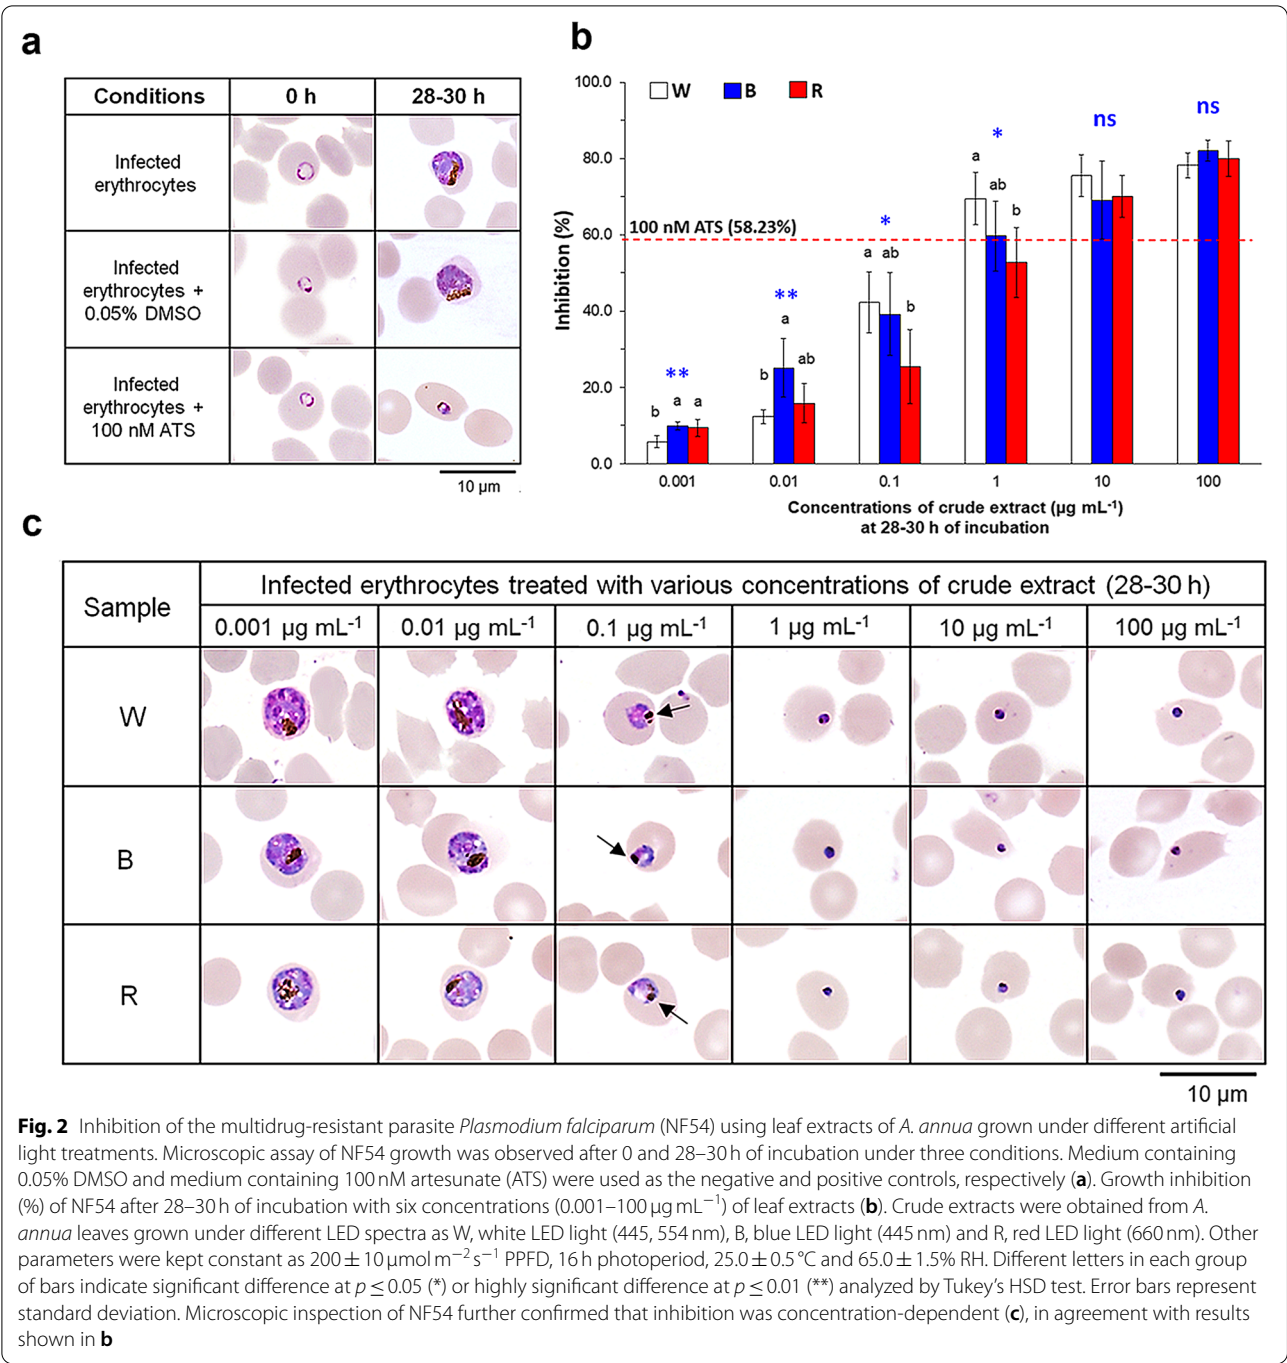 a
Conditions 0 h 28-30 h
Infected
erythrocytes
Infected
erythrocytes +
0.05% DMSO
Infected
erythrocytes +
100 nM ATS
10 µm
b
100.0
80.0
60.0
40.0
20.0
0.0
Inhibition (%)
W B R
100 nM ATS (58.23%)
** b a a
** b a ab
* a ab b
* a ab b
ns
ns
0.001 0.01 0.1 1 10 100
Concentrations of crude extract (µg mL⁻¹)
at 28-30 h of incubation
c
Sample
Infected erythrocytes treated with various concentrations of crude extract (28-30 h)
0.001 µg mL⁻¹ 0.01 µg mL⁻¹ 0.1 µg mL⁻¹ 1 µg mL⁻¹ 10 µg mL⁻¹ 100 µg mL⁻¹
W
B
R
10 µm
Fig. 2 Inhibition of the multidrug-resistant parasite Plasmodium falciparum (NF54) using leaf extracts of A. annua grown under different artificial
light treatments. Microscopic assay of NF54 growth was observed after 0 and 28–30 h of incubation under three conditions. Medium containing
0.05% DMSO and medium containing 100 nM artesunate (ATS) were used as the negative and positive controls, respectively (a). Growth inhibition
(%) of NF54 after 28–30 h of incubation with six concentrations (0.001–100 µg mL⁻¹) of leaf extracts (b). Crude extracts were obtained from A.
annua leaves grown under different LED spectra as W, white LED light (445, 554 nm), B, blue LED light (445 nm) and R, red LED light (660 nm). Other
parameters were kept constant as 200 ± 10 µmol m⁻² s⁻¹ PPFD, 16 h photoperiod, 25.0 ± 0.5 °C and 65.0 ± 1.5% RH. Different letters in each group
of bars indicate significant difference at p ≤ 0.05 (*) or highly significant difference at p ≤ 0.01 (**) analyzed by Tukey's HSD test. Error bars represent
standard deviation. Microscopic inspection of NF54 further confirmed that inhibition was concentration-dependent (c), in agreement with results
shown in b